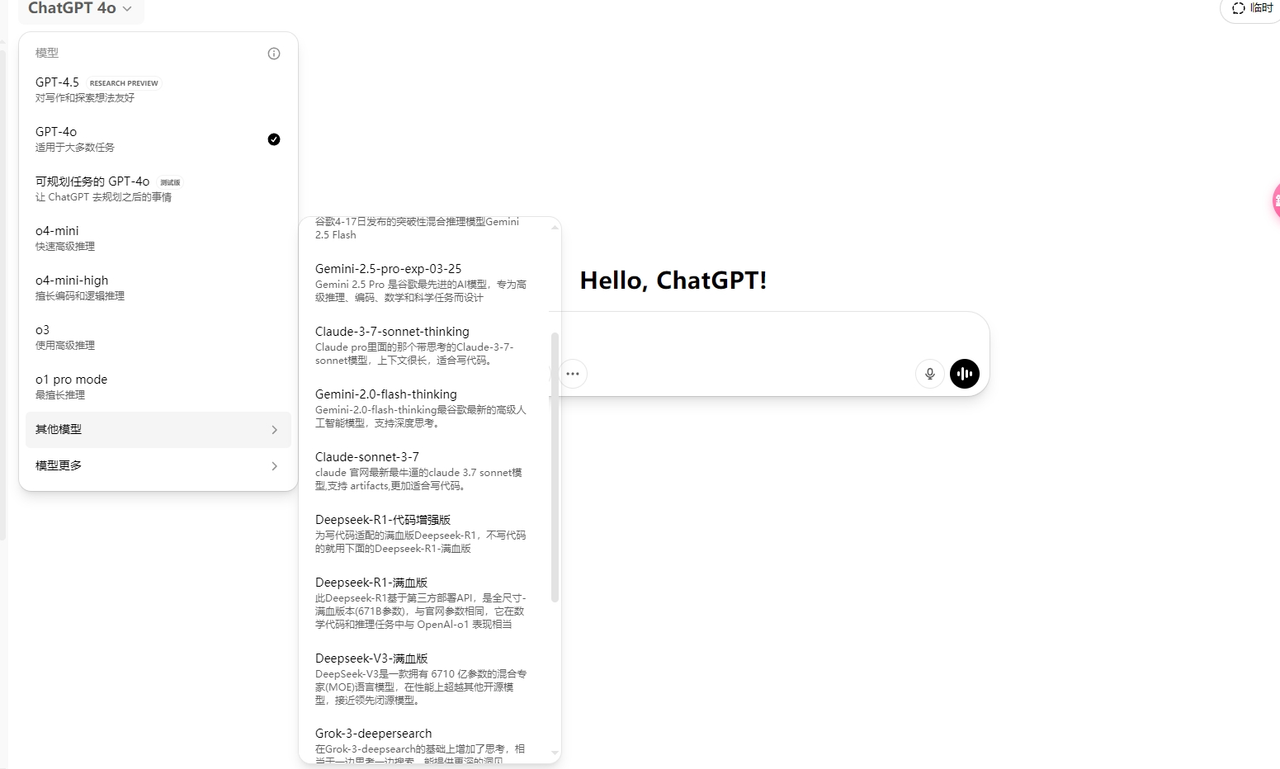 ChatGPT 4o
临时
模型
GPT-4.5 RESEARCH PREVIEW
对写作和探索想法友好
GPT-4o
适用于大多数任务
可规划任务的 GPT-4o 测试版
让 ChatGPT 去规划之后的事情
o4-mini
快速高级推理
o4-mini-high
擅长编码和逻辑推理
o3
使用高级推理
o1 pro mode
最擅长推理
其他模型
模型更多
谷歌4-17日发布的突破性混合推理模型Gemini
2.5 Flash
Gemini-2.5-pro-exp-03-25
Gemini 2.5 Pro 是谷歌最先进的AI模型，专为高
级推理、编码、数学和科学任务而设计
Claude-3-7-sonnet-thinking
Claude pro里面的那个带思考的Claude-3-7-
sonnet模型，上下文很长，适合写代码。
Gemini-2.0-flash-thinking
Gemini-2.0-flash-thinking最谷歌最新的高级人
工智能模型，支持深度思考。
Claude-sonnet-3-7
claude 官网最新最牛逼的claude 3.7 sonnet模
型,支持 artifacts,更加适合写代码。
Deepseek-R1-代码增强版
为写代码适配的满血版Deepseek-R1，不写代码
的就用下面的Deepseek-R1-满血版
Deepseek-R1-满血版
此Deepseek-R1基于第三方部署API，是全尺寸-
满血版本(671B参数)，与官网参数相同，它在数
学代码和推理任务中与 OpenAI-o1 表现相当
Deepseek-V3-满血版
DeepSeek-V3是一款拥有 6710 亿参数的混合专
家(MOE)语言模型，在性能上超越其他开源模
型，接近领先闭源模型。
Grok-3-deepersearch
在Grok-3-deepsearch的基础上增加了思考，相
当于一边思考一边搜索，能提供更深的洞见
Hello, ChatGPT!